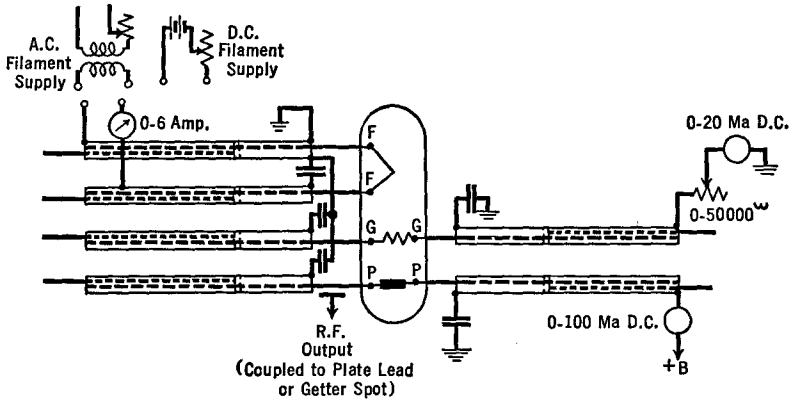 A.C.
Filament
Supply
D.C.
Filament
Supply
0-6 Amp.
F
F
G
G
P
P
0-20 Ma D.C.
0-50000ω
0-100 Ma D.C.
+B
R.F.
Output
(Coupled to Plate Lead
or Getter Spot)